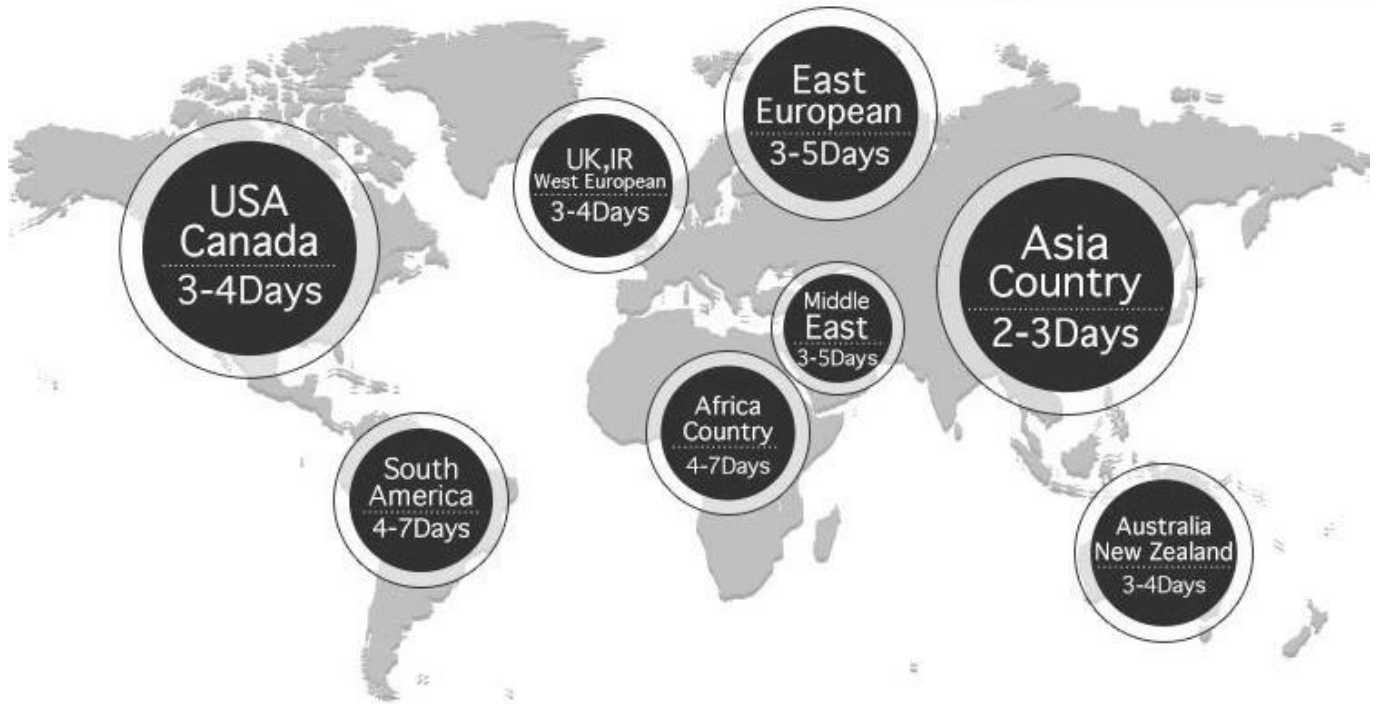 East
European
3-5Days
UK,IR
West European
3-4Days
USA
Canada
3-4Days
Asia
Country
2-3Days
Middle
East
3-5Days
Africa
Country
4-7Days
South
America
4-7Days
Australia
New Zealand
3-4Days